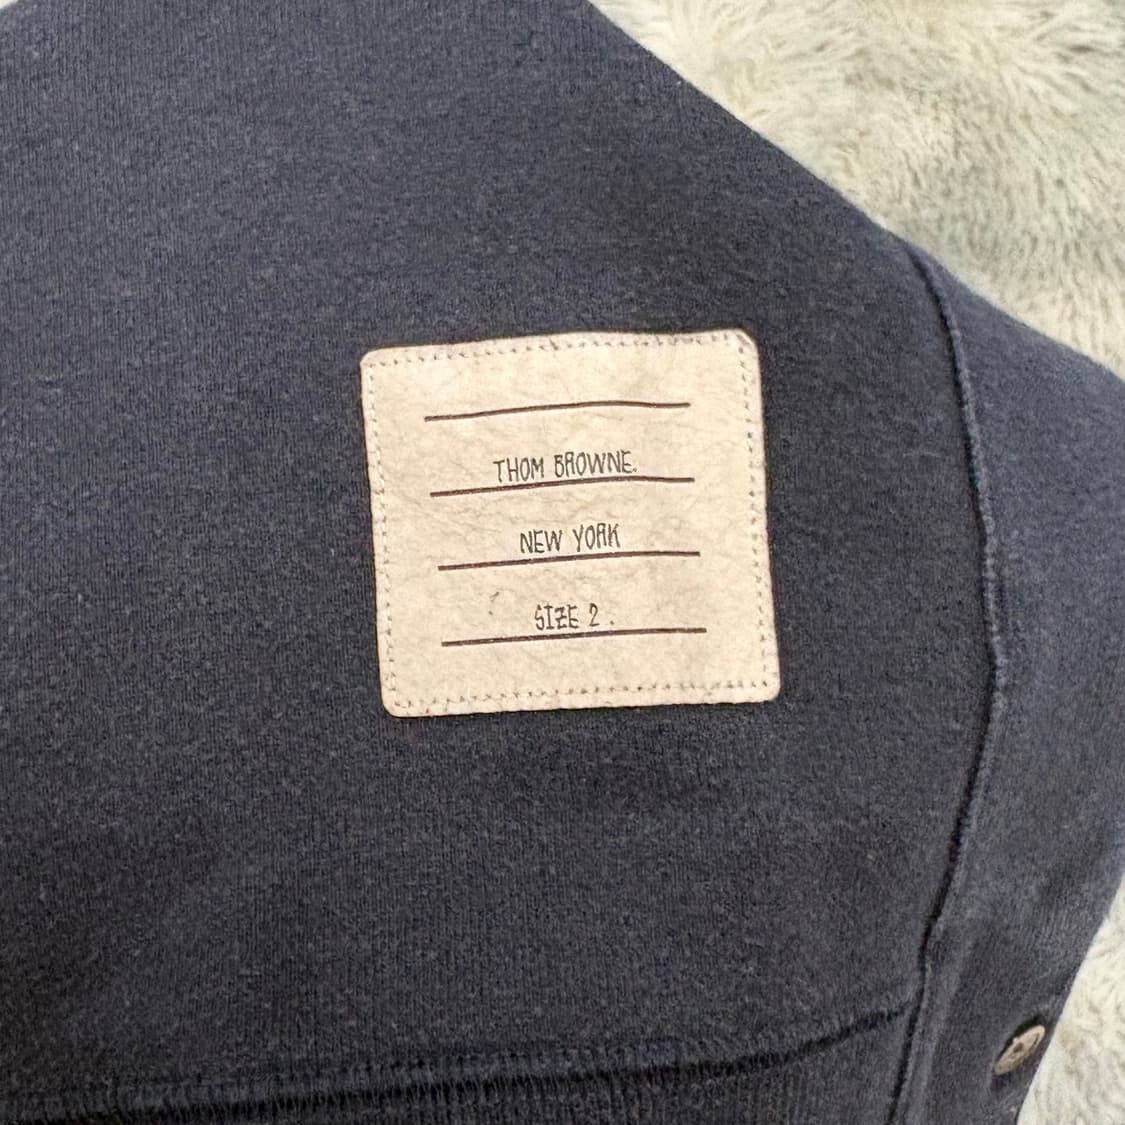 THOM BROWNE.
NEW YORK
SIZE 2.